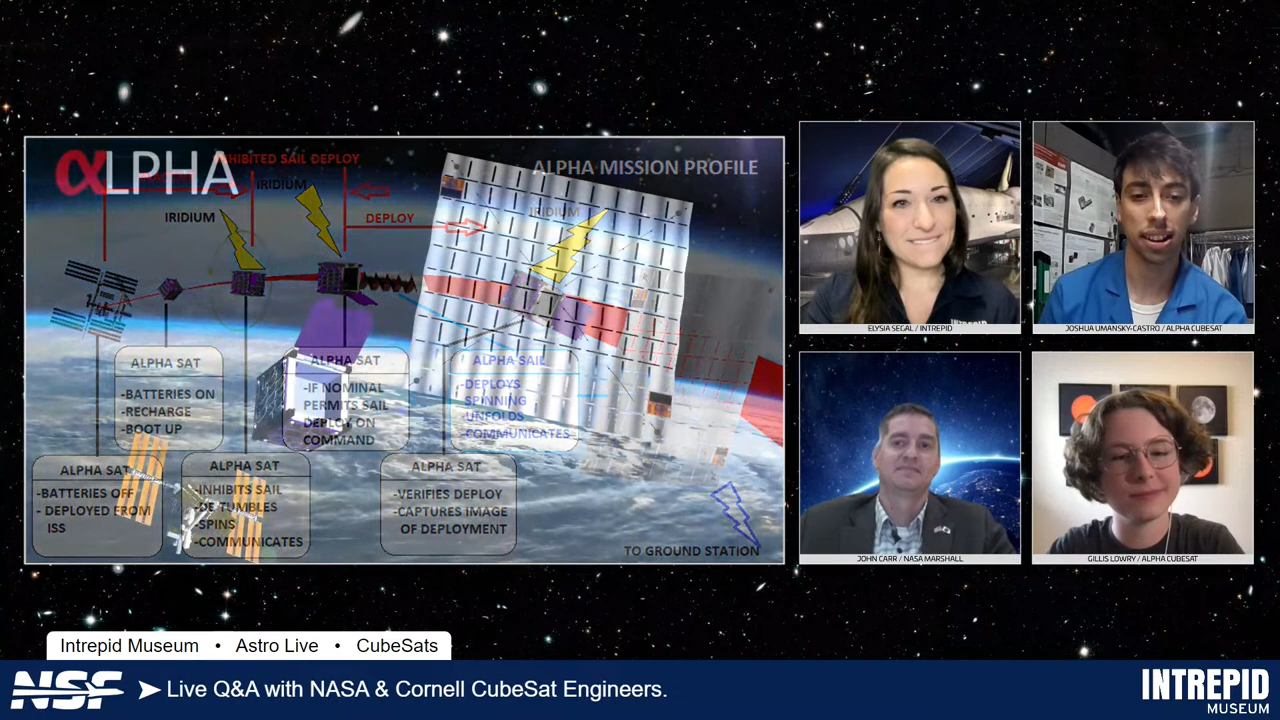 αLPHA
INHIBITED SAIL DEPLOY
ALPHA MISSION PROFILE
IRIDIUM
IRIDIUM
IRIDIUM
DEPLOY
ALPHA SAT
-BATTERIES ON
-RECHARGE
-BOOT UP
ALPHA SAT
-IF NOMINAL
PERMITS SAIL
DEPLOY ON
COMMAND
ALPHA SAIL
-DEPLOYS
SPINNING
-UNFOLDS
-COMMUNICATES
ALPHA SAT
-BATTERIES OFF
- DEPLOYED FROM
ISS
ALPHA SAT
-INHIBITS SAIL
-DE TUMBLES
-SPINS
-COMMUNICATES
ALPHA SAT
-VERIFIES DEPLOY
-CAPTURES IMAGE
OF DEPLOYMENT
TO GROUND STATION
INTREPID
ELYSIA SEGAL / INTREPID
JOSHUA UMANSKY-CASTRO / ALPHA CUBESAT
JOHN CARR / NASA MARSHALL
GILLIS LOWRY / ALPHA CUBESAT
Intrepid Museum • Astro Live • CubeSats
NSF
Live Q&A with NASA & Cornell CubeSat Engineers.
INTREPID
MUSEUM